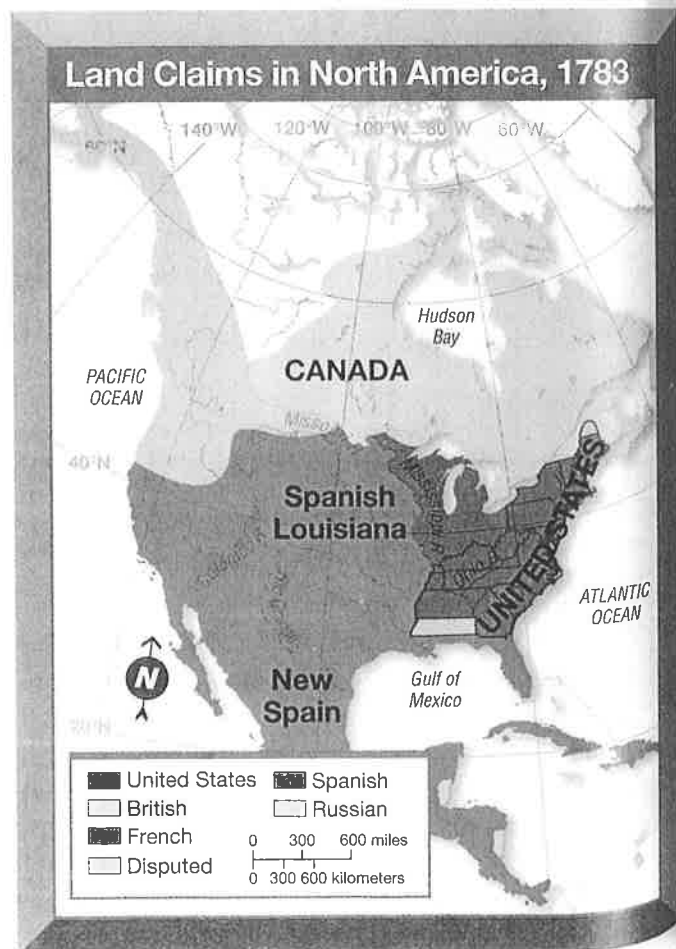 Land Claims in North America, 1783
140°W 120°W 100°W 80°W 60°W
60°N
Hudson
Bay
CANADA
PACIFIC
OCEAN
40°N
Spanish
Louisiana
Ohio R.
UNITED STATES
ATLANTIC
OCEAN
N
New
Spain
Gulf of
Mexico
United States
British
French
Disputed
Spanish
Russian
0 300 600 miles
0 300 600 kilometers